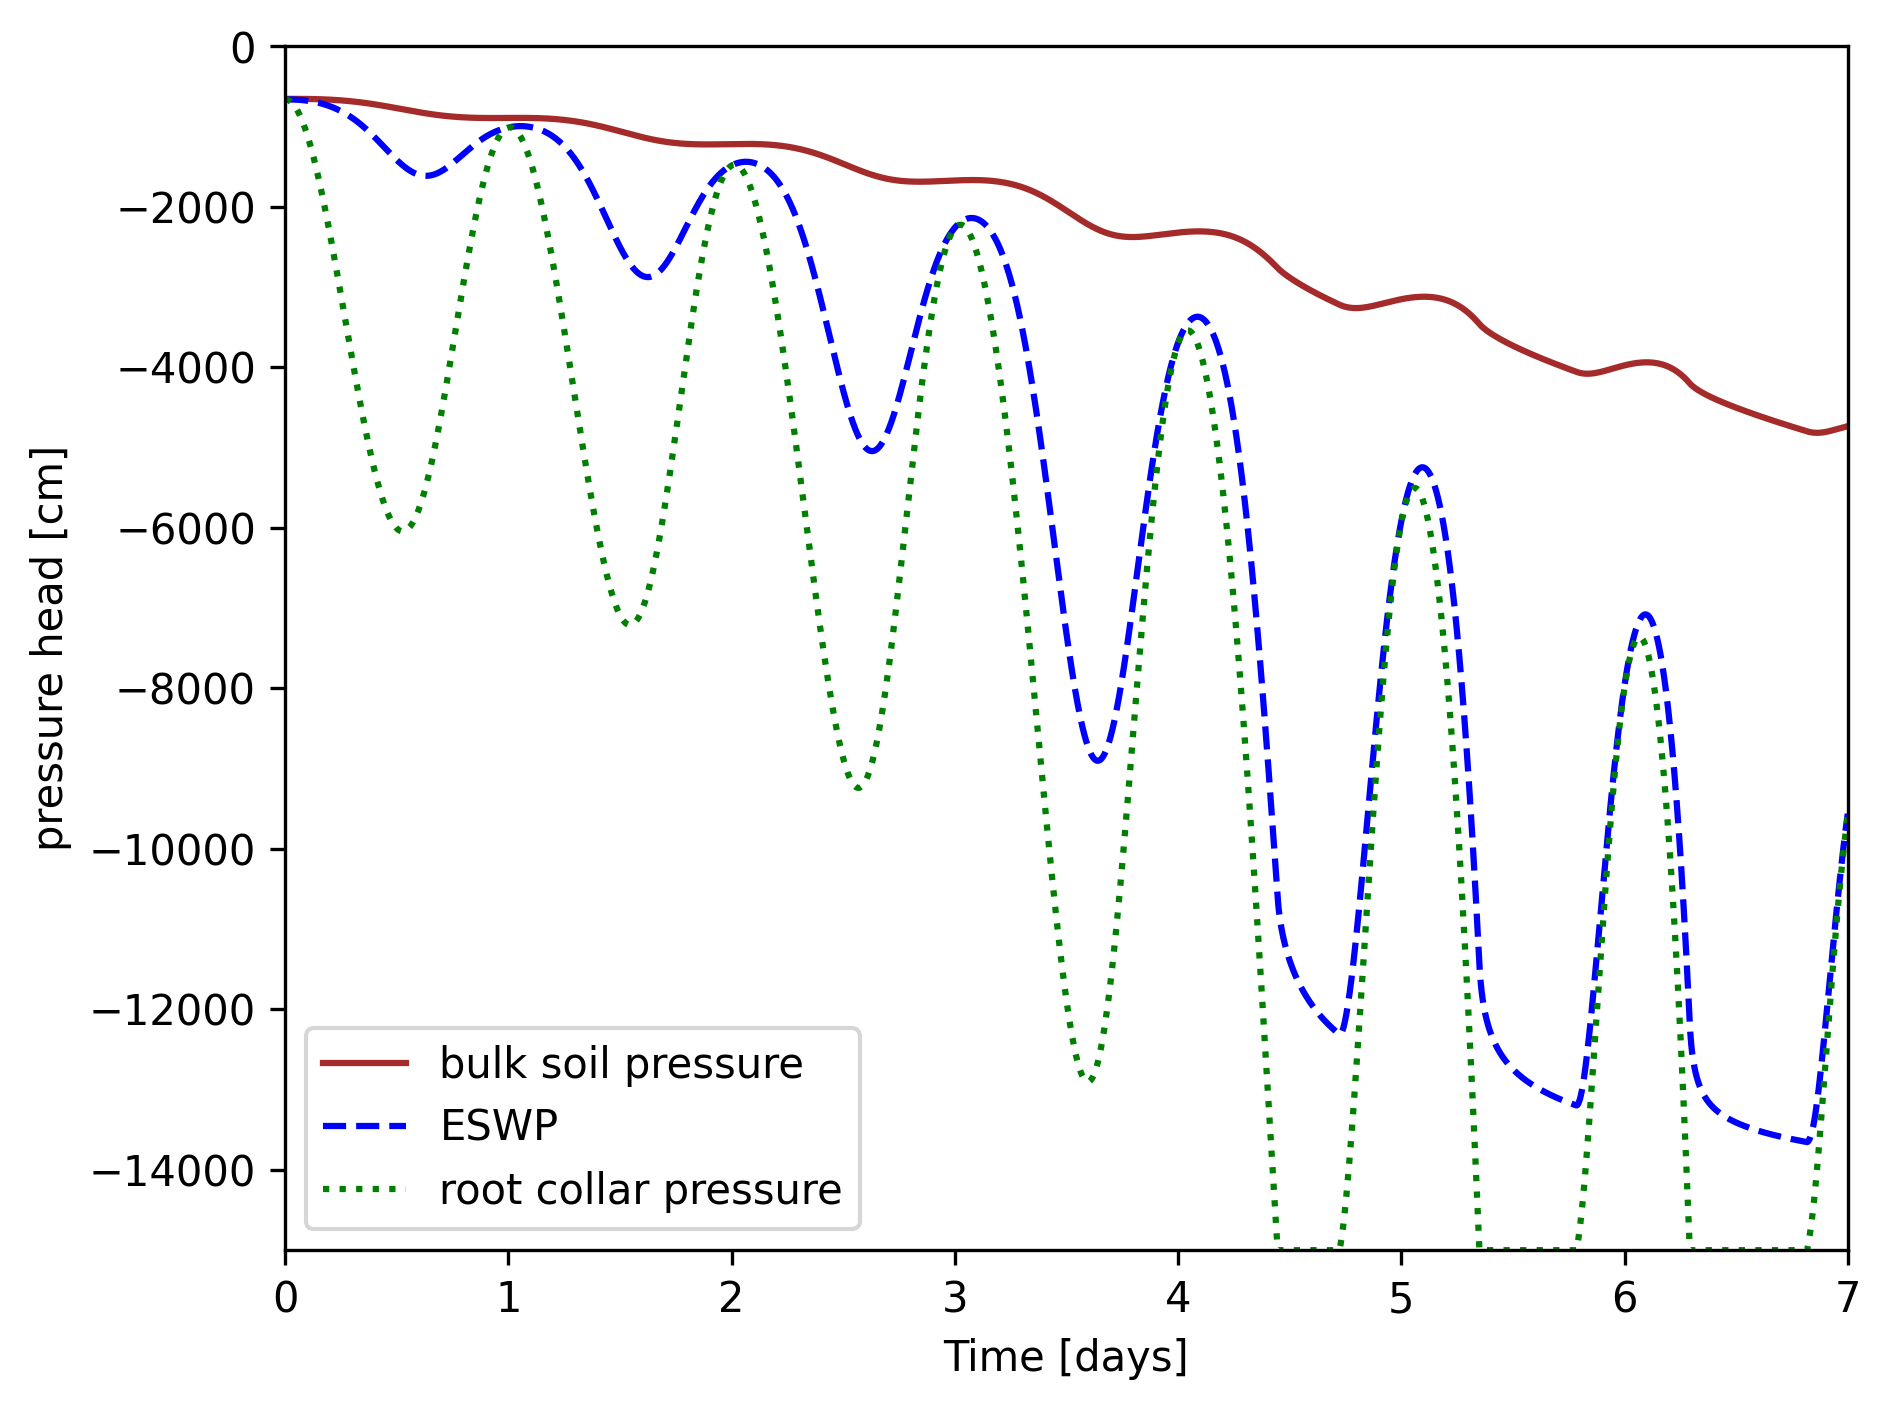 0
−2000
−4000
−6000
−8000
−10000
−12000
−14000
pressure head [cm]
bulk soil pressure
ESWP
root collar pressure
0 1 2 3 4 5 6 7
Time [days]